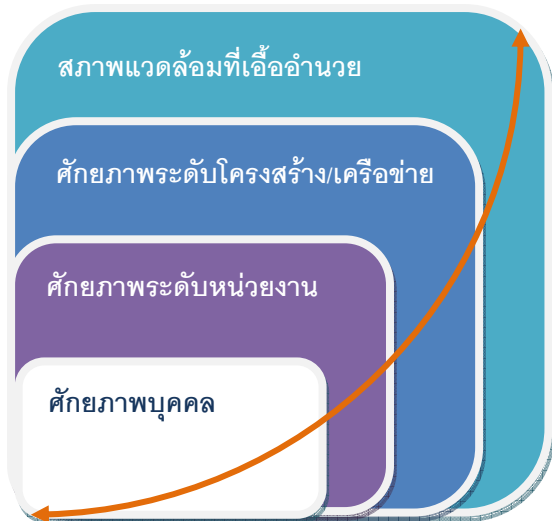 สภาพแวดล้อมที่เอื้ออำนวย
ศักยภาพระดับโครงสร้าง/เครือข่าย
ศักยภาพระดับหน่วยงาน
ศักยภาพบุคคล